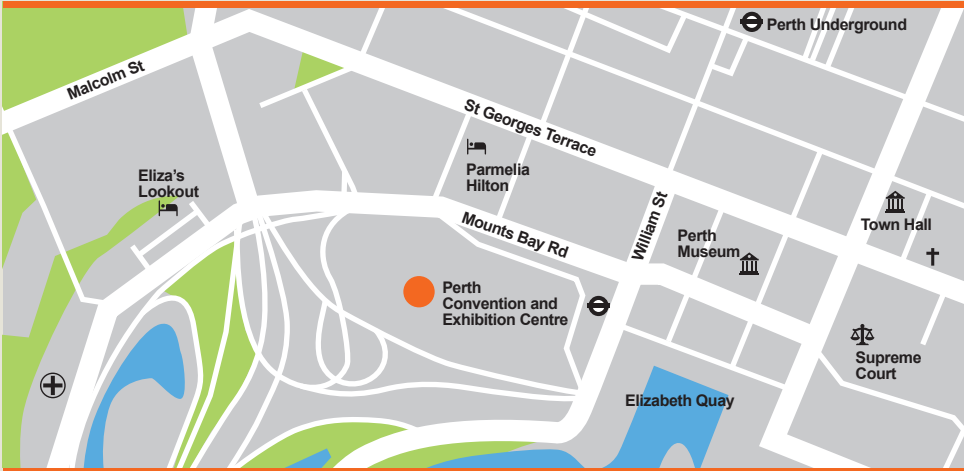 Perth Underground
Malcolm St
St Georges Terrace
Parmelia
Hilton
Eliza's
Lookout
William St
Town Hall
Mounts Bay Rd
Perth
Museum
Perth
Convention and
Exhibition Centre
Supreme
Court
Elizabeth Quay